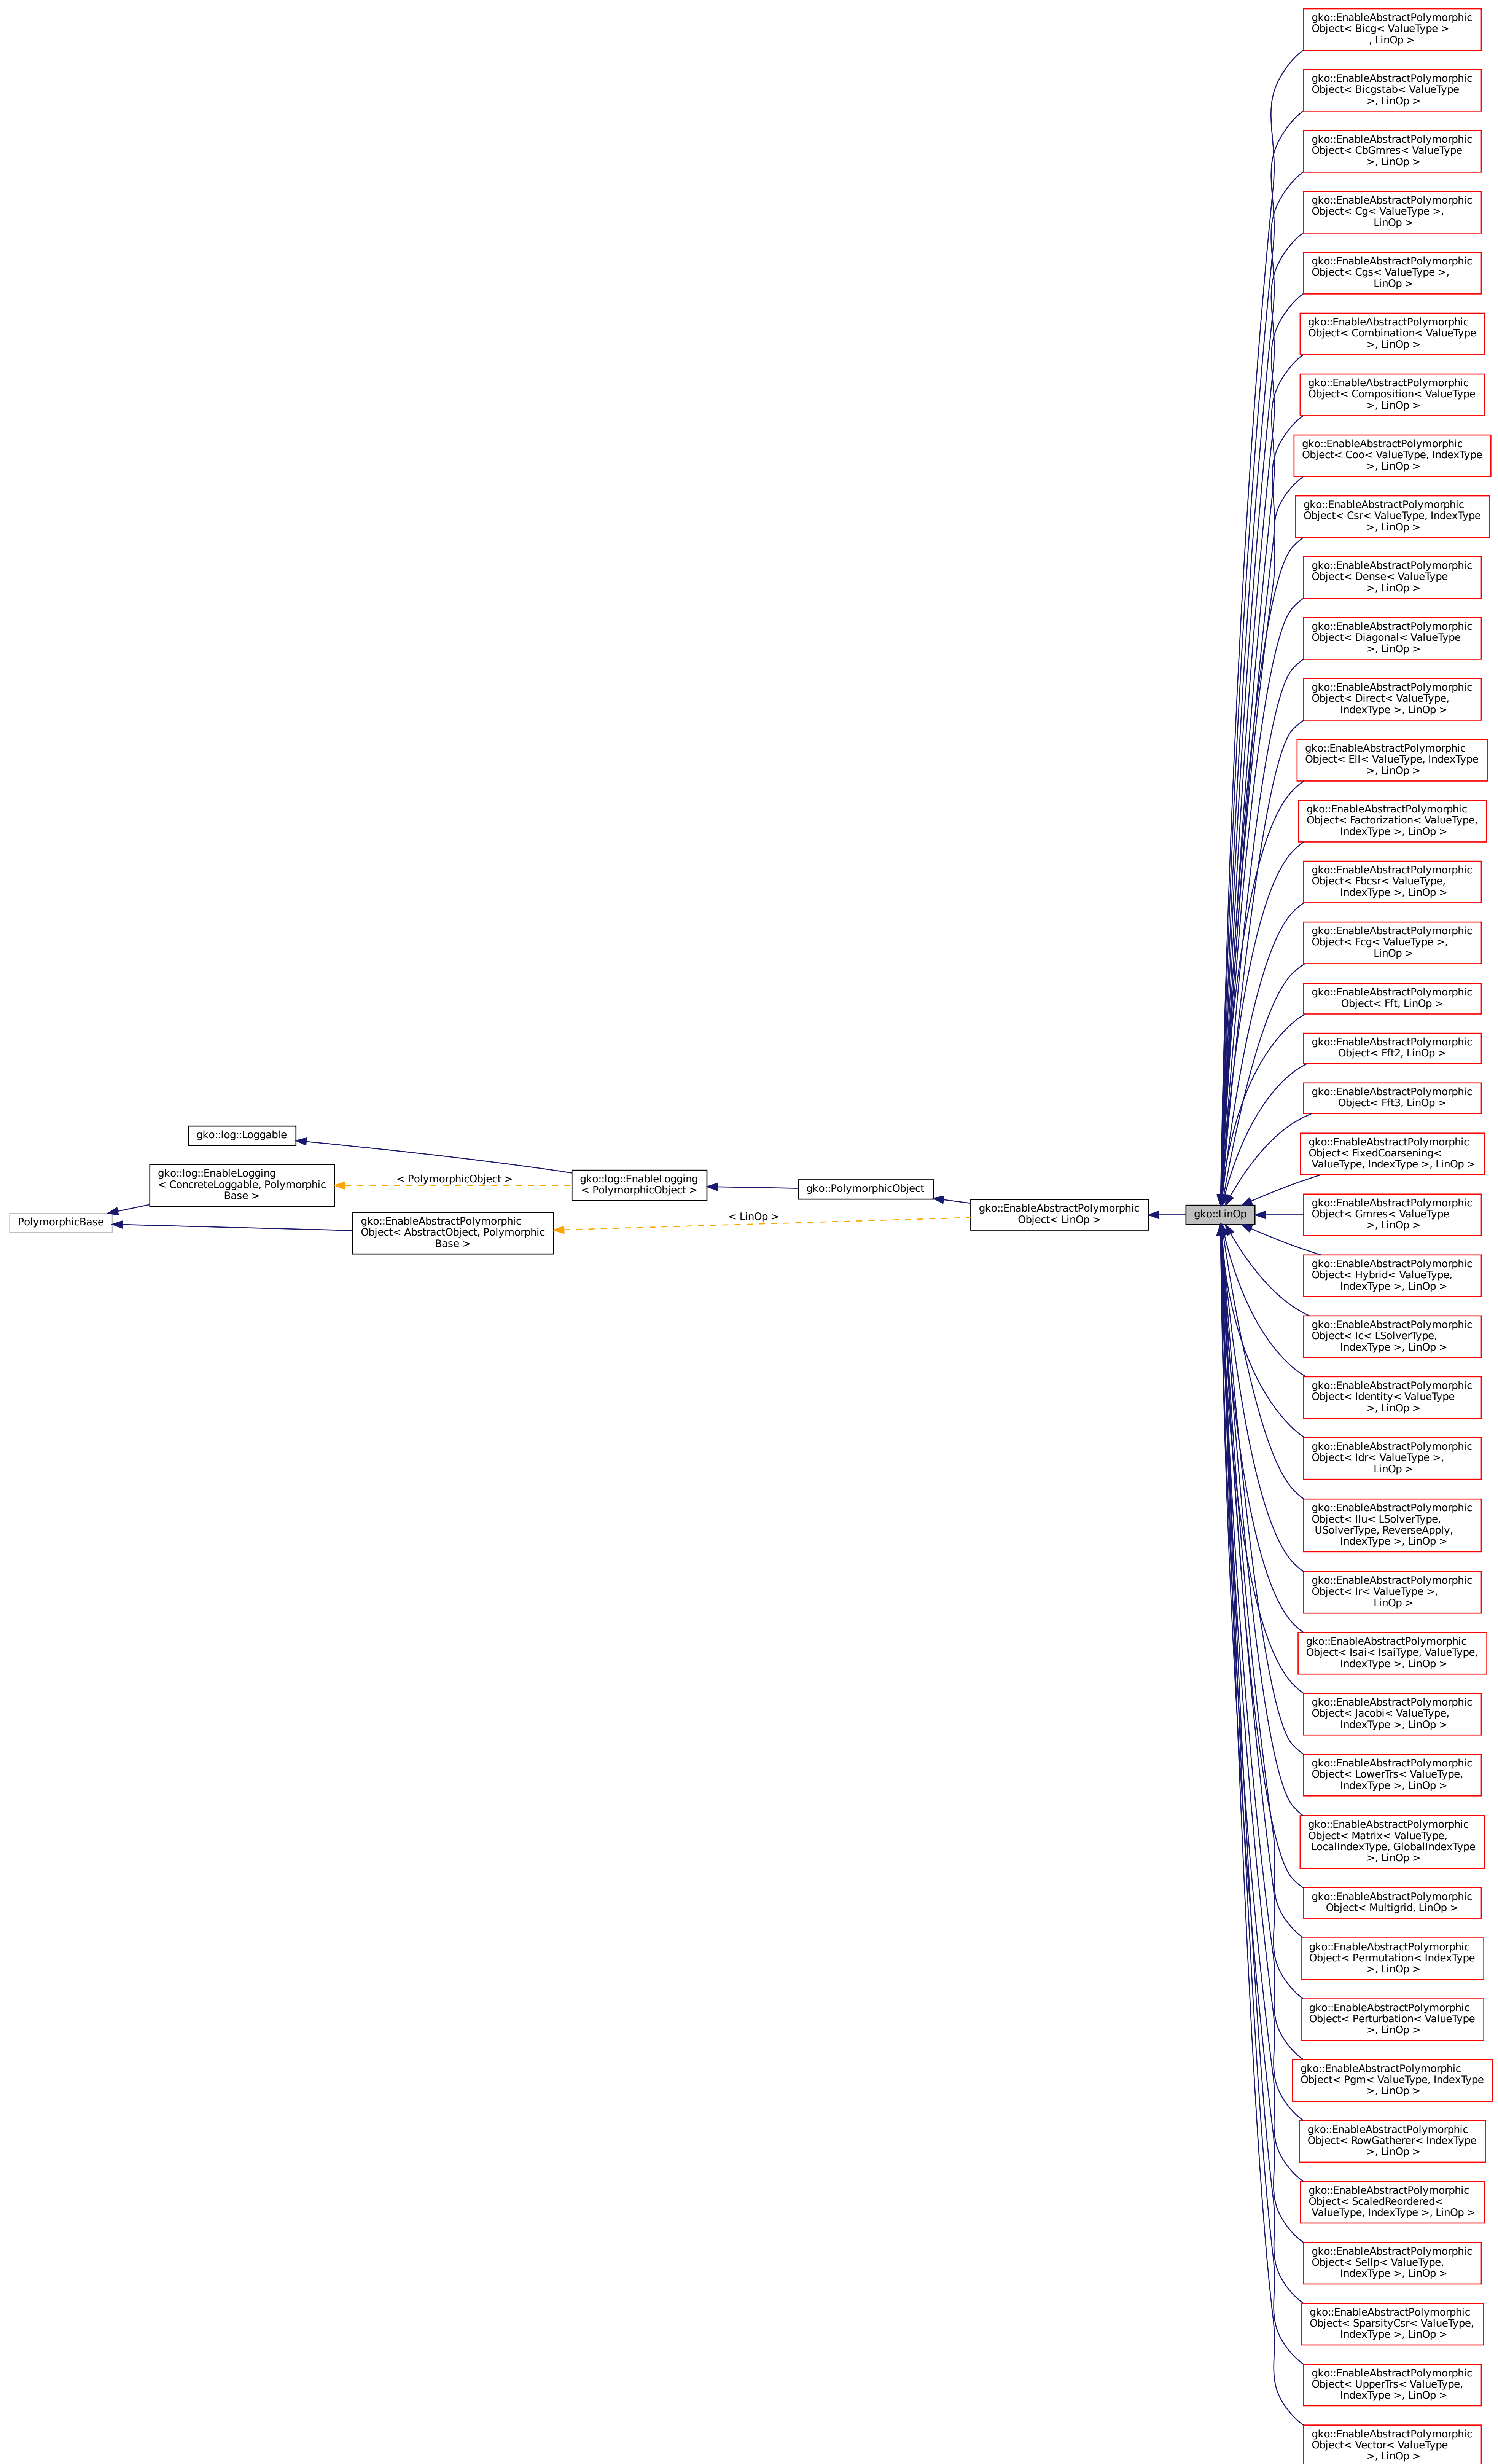 gko::EnableAbstractPolymorphic
Object< Bicg< ValueType >
, LinOp >
gko::EnableAbstractPolymorphic
Object< Bicgstab< ValueType
>, LinOp >
gko::EnableAbstractPolymorphic
Object< CbGmres< ValueType
>, LinOp >
gko::EnableAbstractPolymorphic
Object< Cg< ValueType >,
LinOp >
gko::EnableAbstractPolymorphic
Object< Cgs< ValueType >,
LinOp >
gko::EnableAbstractPolymorphic
Object< Combination< ValueType
>, LinOp >
gko::EnableAbstractPolymorphic
Object< Composition< ValueType
>, LinOp >
gko::EnableAbstractPolymorphic
Object< Coo< ValueType, IndexType
>, LinOp >
gko::EnableAbstractPolymorphic
Object< Csr< ValueType, IndexType
>, LinOp >
gko::EnableAbstractPolymorphic
Object< Dense< ValueType
>, LinOp >
gko::EnableAbstractPolymorphic
Object< Diagonal< ValueType
>, LinOp >
gko::EnableAbstractPolymorphic
Object< Direct< ValueType,
IndexType >, LinOp >
gko::EnableAbstractPolymorphic
Object< Ell< ValueType, IndexType
>, LinOp >
gko::EnableAbstractPolymorphic
Object< Factorization< ValueType,
IndexType >, LinOp >
gko::EnableAbstractPolymorphic
Object< Fbcsr< ValueType,
IndexType >, LinOp >
gko::EnableAbstractPolymorphic
Object< Fcg< ValueType >,
LinOp >
gko::EnableAbstractPolymorphic
Object< Fft, LinOp >
gko::EnableAbstractPolymorphic
Object< Fft2, LinOp >
gko::EnableAbstractPolymorphic
Object< Fft3, LinOp >
gko::log::Loggable
gko::log::EnableLogging
< ConcreteLoggable, Polymorphic
Base >
< PolymorphicObject >
gko::log::EnableLogging
< PolymorphicObject >
gko::PolymorphicObject
PolymorphicBase
gko::EnableAbstractPolymorphic
Object< AbstractObject, Polymorphic
Base >
< LinOp >
gko::EnableAbstractPolymorphic
Object< LinOp >
gko::LinOp
gko::EnableAbstractPolymorphic
Object< FixedCoarsening<
ValueType, IndexType >, LinOp >
gko::EnableAbstractPolymorphic
Object< Gmres< ValueType
>, LinOp >
gko::EnableAbstractPolymorphic
Object< Hybrid< ValueType,
IndexType >, LinOp >
gko::EnableAbstractPolymorphic
Object< Ic< LSolverType,
IndexType >, LinOp >
gko::EnableAbstractPolymorphic
Object< Identity< ValueType
>, LinOp >
gko::EnableAbstractPolymorphic
Object< Idr< ValueType >,
LinOp >
gko::EnableAbstractPolymorphic
Object< Ilu< LSolverType,
USolverType, ReverseApply,
IndexType >, LinOp >
gko::EnableAbstractPolymorphic
Object< Ir< ValueType >,
LinOp >
gko::EnableAbstractPolymorphic
Object< Isai< IsaiType, ValueType,
IndexType >, LinOp >
gko::EnableAbstractPolymorphic
Object< Jacobi< ValueType,
IndexType >, LinOp >
gko::EnableAbstractPolymorphic
Object< LowerTrs< ValueType,
IndexType >, LinOp >
gko::EnableAbstractPolymorphic
Object< Matrix< ValueType,
LocalIndexType, GlobalIndexType
>, LinOp >
gko::EnableAbstractPolymorphic
Object< Multigrid, LinOp >
gko::EnableAbstractPolymorphic
Object< Permutation< IndexType
>, LinOp >
gko::EnableAbstractPolymorphic
Object< Perturbation< ValueType
>, LinOp >
gko::EnableAbstractPolymorphic
Object< Pgm< ValueType, IndexType
>, LinOp >
gko::EnableAbstractPolymorphic
Object< RowGatherer< IndexType
>, LinOp >
gko::EnableAbstractPolymorphic
Object< ScaledReordered<
ValueType, IndexType >, LinOp >
gko::EnableAbstractPolymorphic
Object< Sellp< ValueType,
IndexType >, LinOp >
gko::EnableAbstractPolymorphic
Object< SparsityCsr< ValueType,
IndexType >, LinOp >
gko::EnableAbstractPolymorphic
Object< UpperTrs< ValueType,
IndexType >, LinOp >
gko::EnableAbstractPolymorphic
Object< Vector< ValueType
>, LinOp >